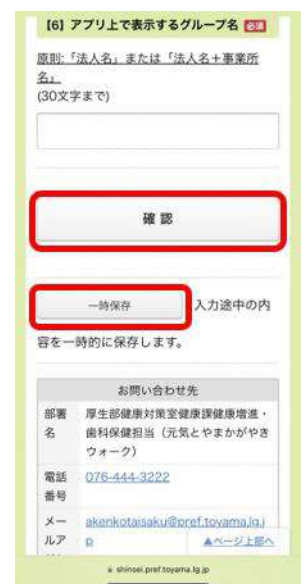 [6] アプリ上で表示するグループ名 必須
原則:「法人名」または「法人名+事業所
名」
(30文字まで)
確認
一時保存 入力途中の内
容を一時的に保存します。
お問い合わせ先
部署 厚生部健康対策室健康課健康増進・
名 歯科保健担当(元気とやまかがやき
ウォーク)
電話 076-444-3222
番号
メー akenkotaisaku@pref.toyama.lg.j
ルア p ▲ページ上部へ
shinsei.pref.toyama.lg.jp